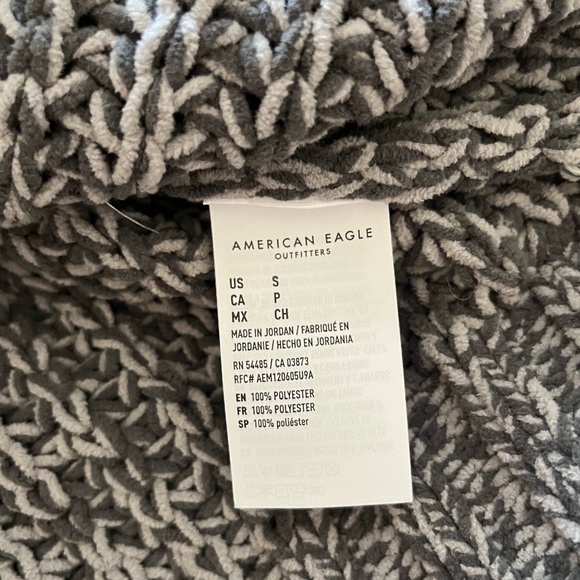 AMERICAN EAGLE
OUTFITTERS
US S
CA P
MX CH
MADE IN JORDAN / FABRIQUÉ EN
JORDANIE / HECHO EN JORDANIA
RN 54485 / CA 03873
RFC# AEM120605U9A
EN 100% POLYESTER
FR 100% POLYESTER
SP 100% poliéster